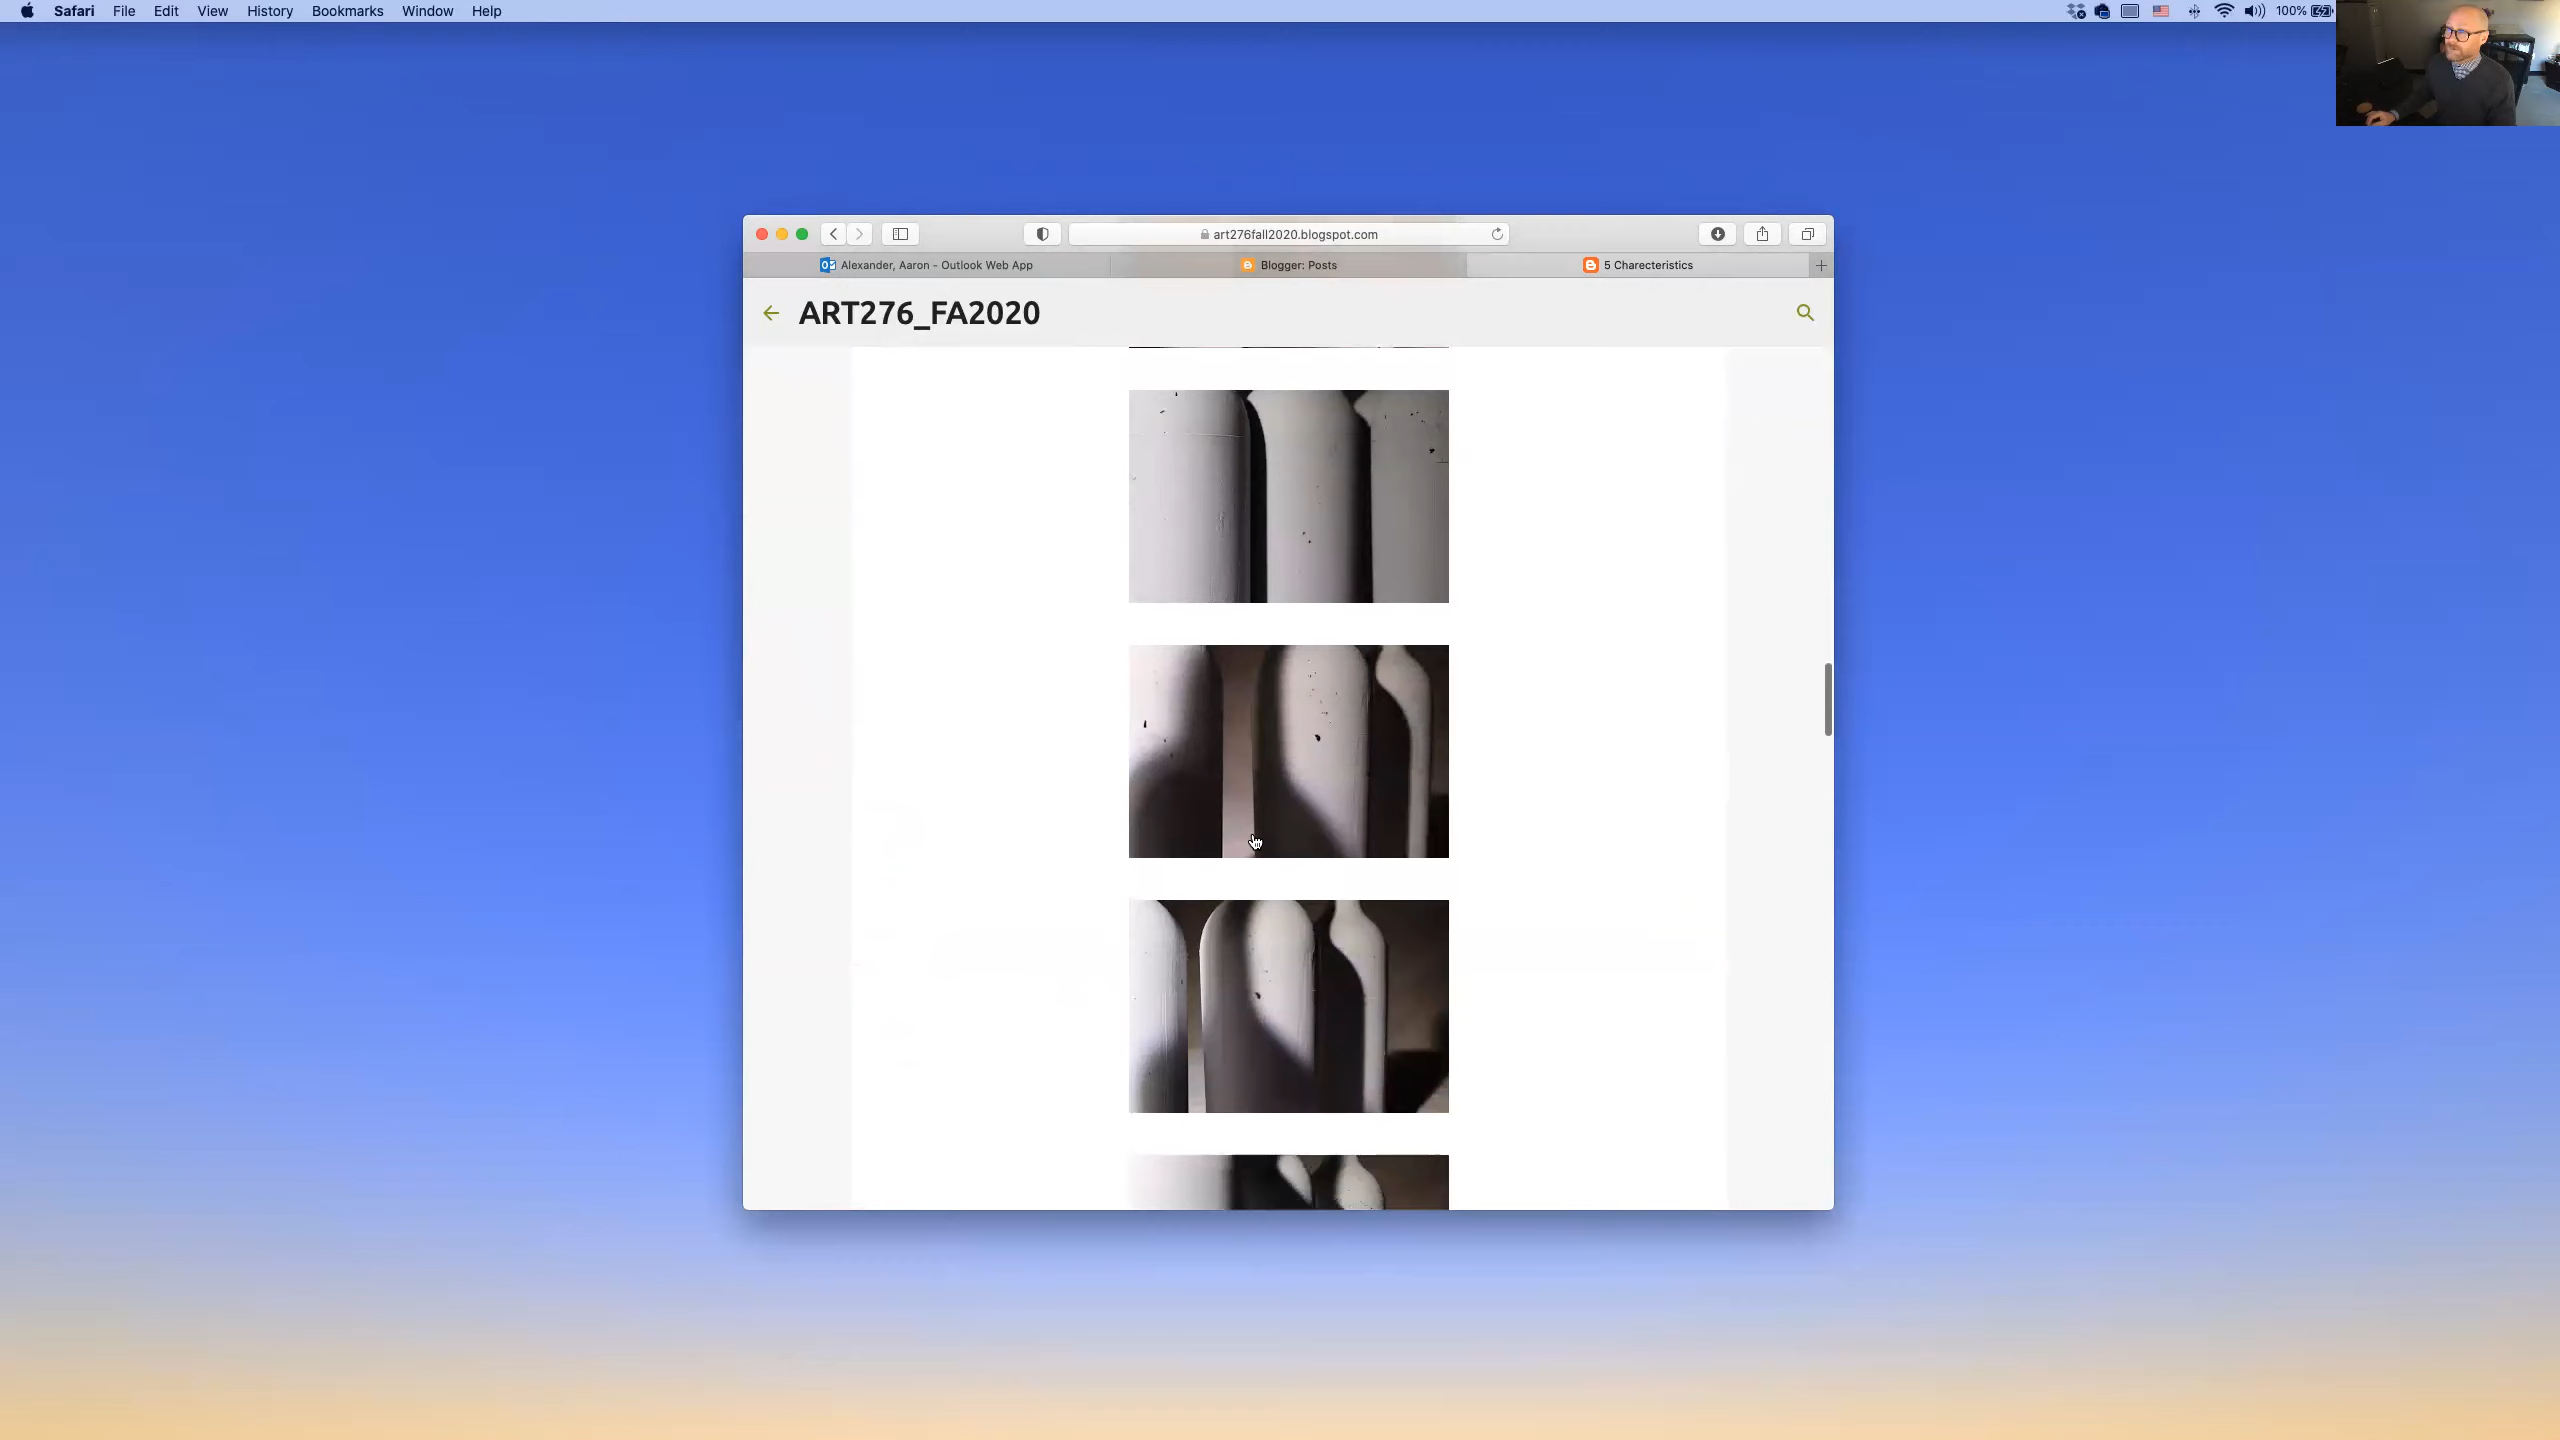 Safari File Edit View History Bookmarks Window Help 100%
art276fall2020.blogspot.com
Alexander, Aaron - Outlook Web App Blogger: Posts 5 Charecteristics
ART276_FA2020